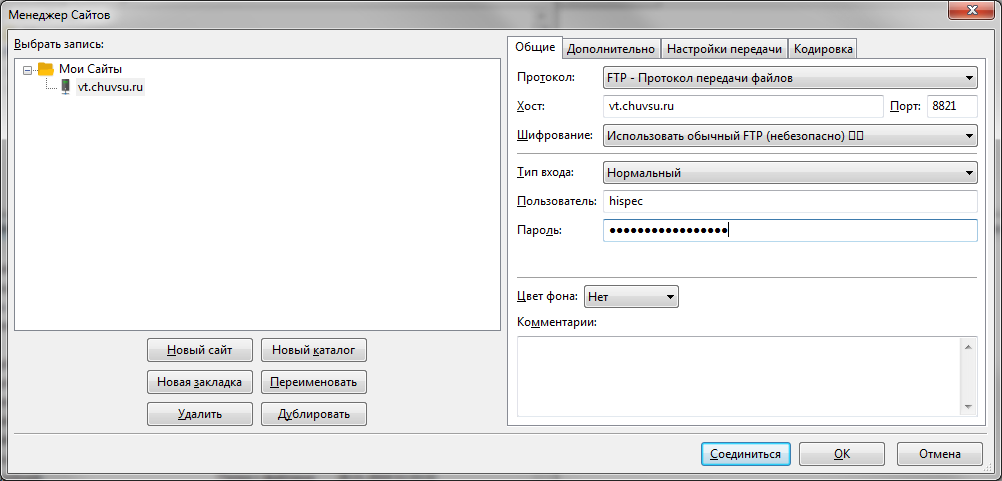 Менеджер Сайтов
Выбрать запись:
Мои Сайты
vt.chuvsu.ru
Новый сайт
Новый каталог
Новая закладка
Переименовать
Удалить
Дублировать
Общие
Дополнительно
Настройки передачи
Кодировка
Протокол:
FTP - Протокол передачи файлов
Хост:
vt.chuvsu.ru
Порт:
8821
Шифрование:
Использовать обычный FTP (небезопасно)
Тип входа:
Нормальный
Пользователь:
hispec
Пароль:
●●●●●●●●●●●●●●●●●
Цвет фона:
Нет
Комментарии:
Соединиться
OK
Отмена